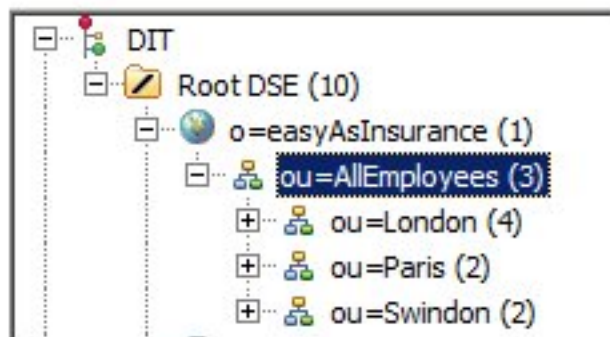 DIT
Root DSE (10)
o=easyAsInsurance (1)
ou=AllEmployees (3)
ou=London (4)
ou=Paris (2)
ou=Swindon (2)